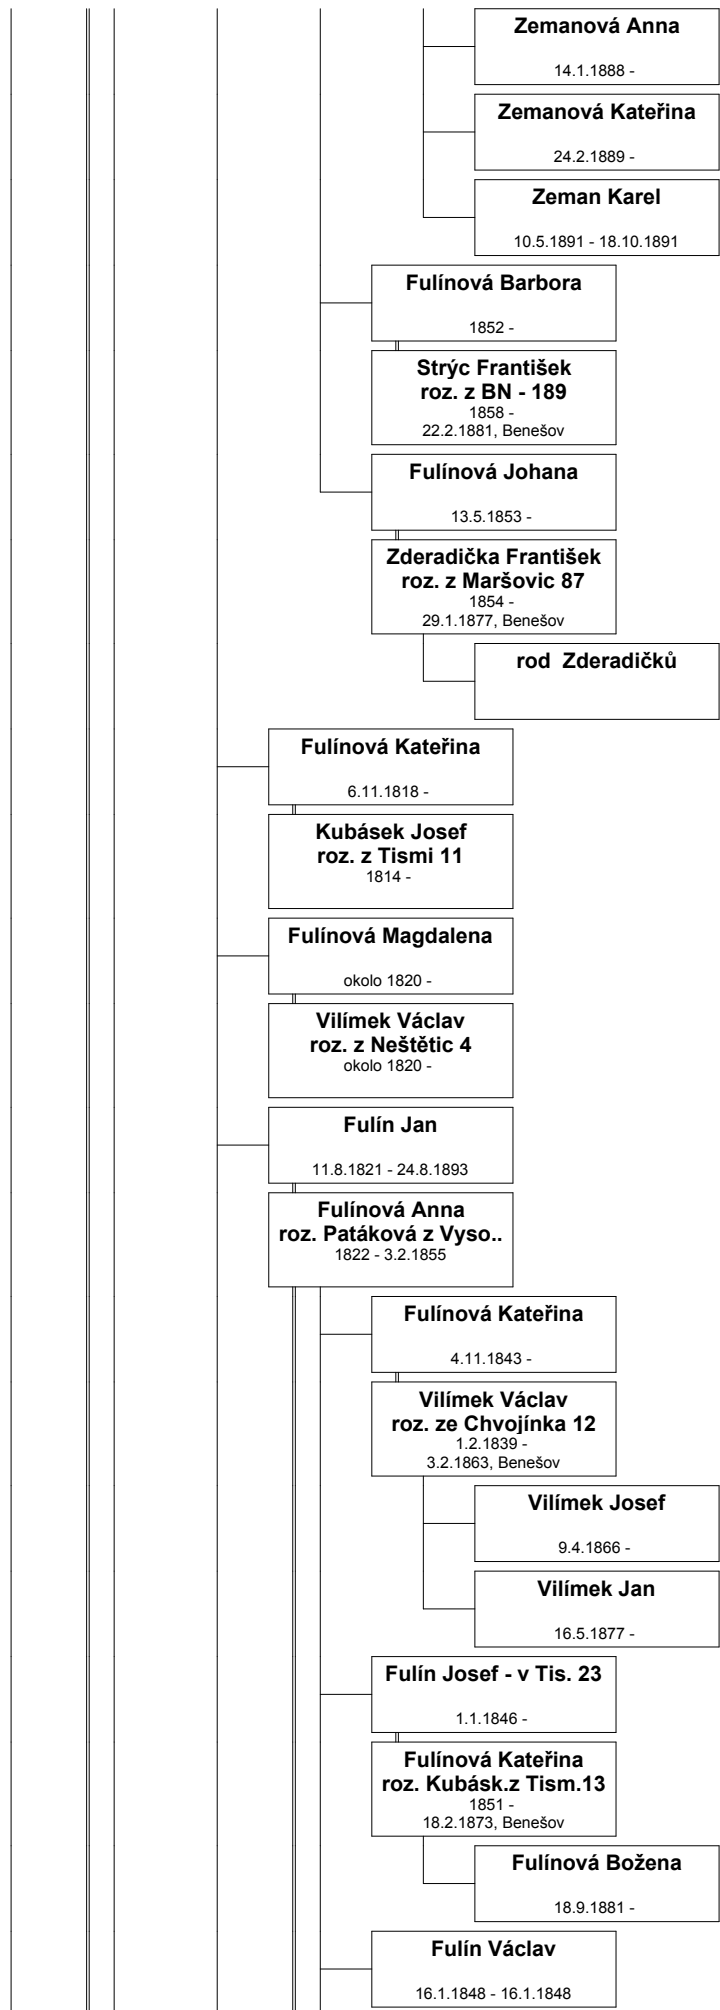 Zemanová Anna
14.1.1888 -
Zemanová Kateřina
24.2.1889 -
Zeman Karel
10.5.1891 - 18.10.1891
Fulínová Barbora
1852 -
Strýc František
roz. z BN - 189
1858 -
22.2.1881, Benešov
Fulínová Johana
13.5.1853 -
Zderadička František
roz. z Maršovic 87
1854 -
29.1.1877, Benešov
rod  Zderadičků
Fulínová Kateřina
6.11.1818 -
Kubásek Josef
roz. z Tismi 11
1814 -
Fulínová Magdalena
okolo 1820 -
Vilímek Václav
roz. z Neštětic 4
okolo 1820 -
Fulín Jan
11.8.1821 - 24.8.1893
Fulínová Anna
roz. Patáková z Vyso..
1822 - 3.2.1855
Fulínová Kateřina
4.11.1843 -
Vilímek Václav
roz. ze Chvojínka 12
1.2.1839 -
3.2.1863, Benešov
Vilímek Josef
9.4.1866 -
Vilímek Jan
16.5.1877 -
Fulín Josef - v Tis. 23
1.1.1846 -
Fulínová Kateřina
roz. Kubásk.z Tism.13
1851 -
18.2.1873, Benešov
Fulínová Božena
18.9.1881 -
Fulín Václav
16.1.1848 - 16.1.1848